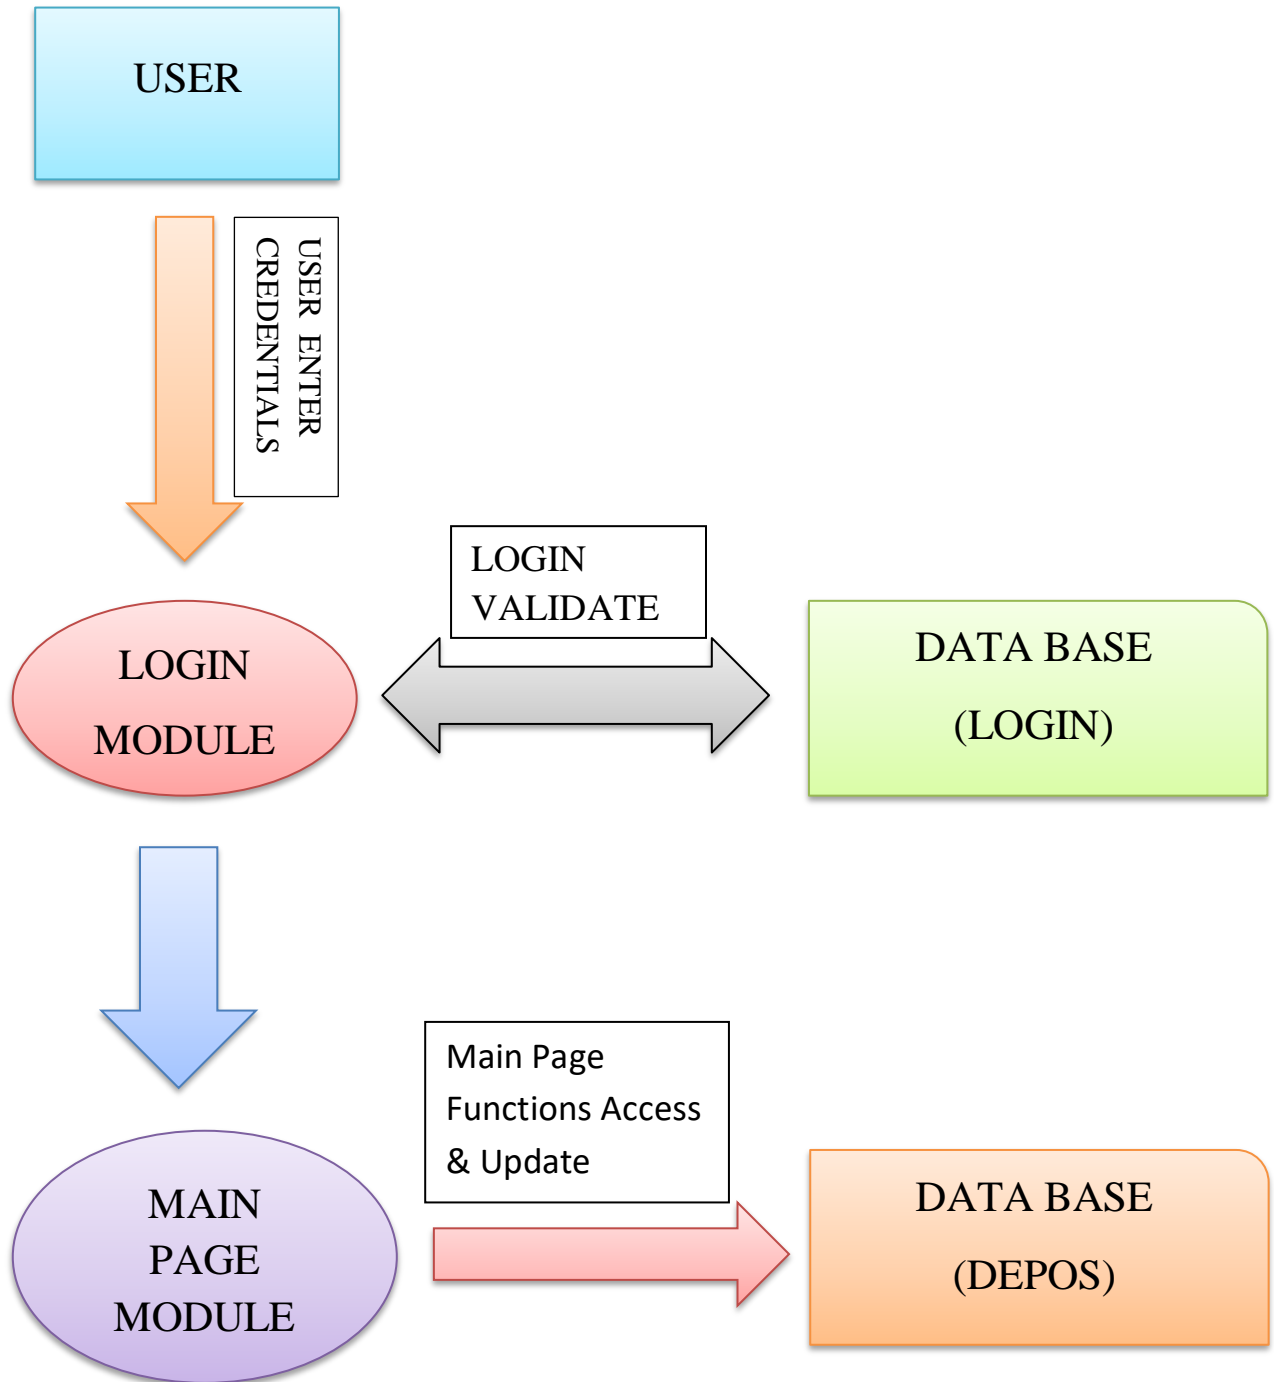 USER
USER ENTER
CREDENTIALS
LOGIN
VALIDATE
LOGIN
MODULE
DATA BASE
(LOGIN)
Main Page
Functions Access
& Update
MAIN
PAGE
MODULE
DATA BASE
(DEPOS)